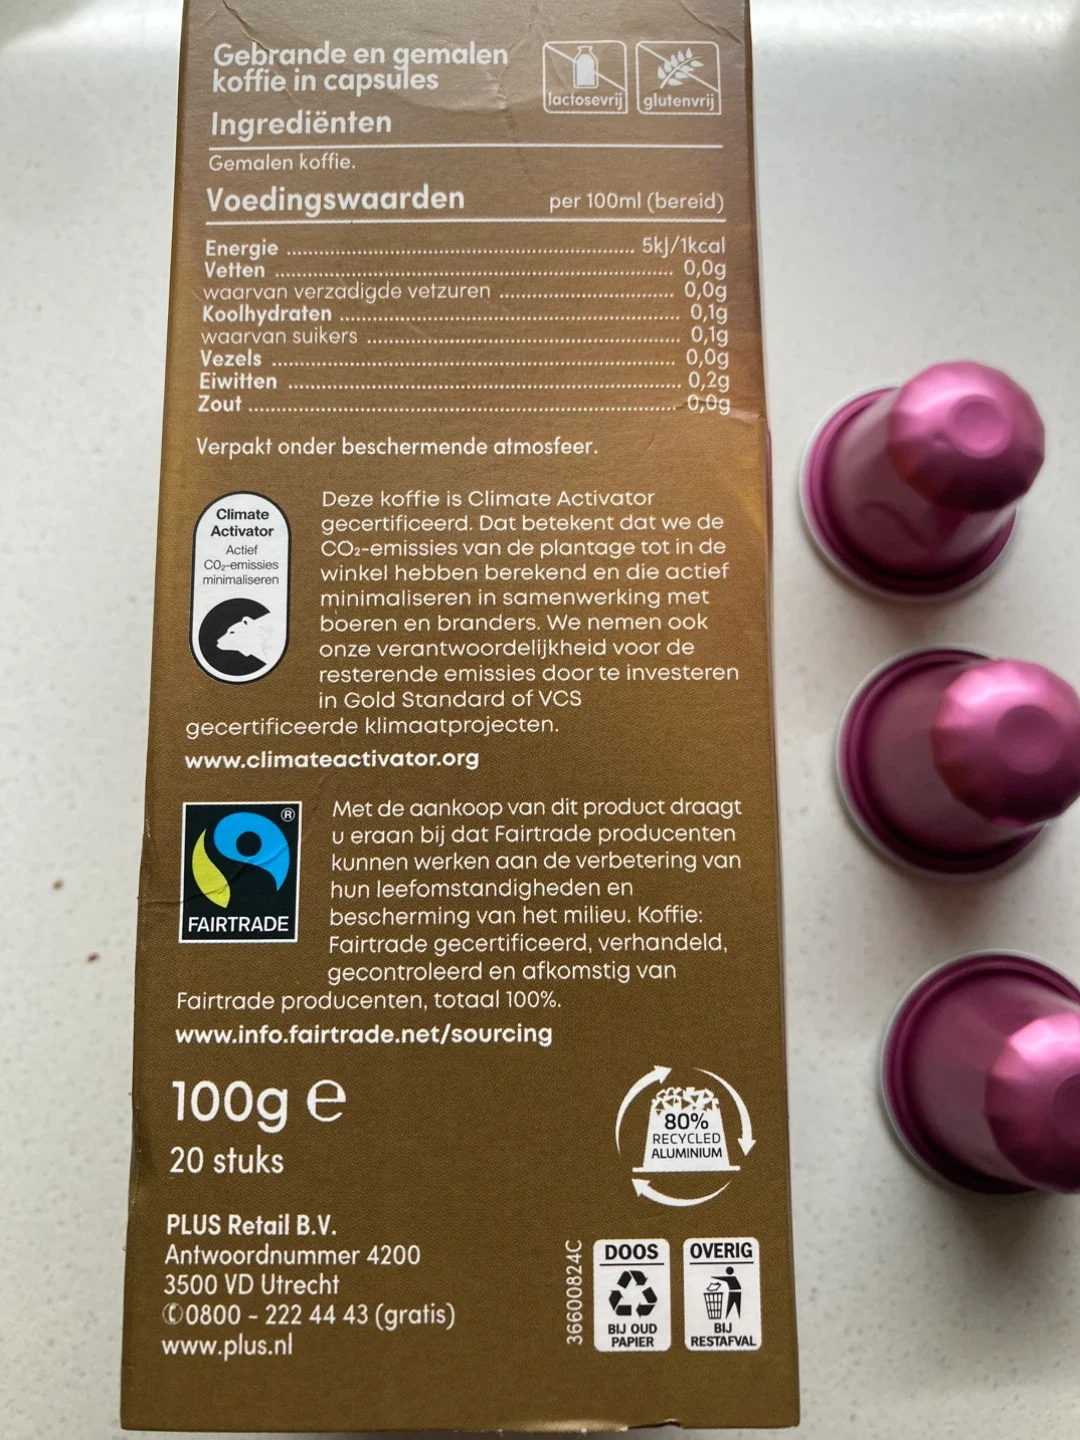 Gebrande en gemalen
koffie in capsules
lactosevrij
glutenvrij
Ingrediënten
Gemalen koffie.
Voedingswaarden per 100ml (bereid)
Energie ........ 5kJ/1kcal
Vetten ........ 0,0g
waarvan verzadigde vetzuren ........ 0,0g
Koolhydraten ........ 0,1g
waarvan suikers ........ 0,1g
Vezels ........ 0,0g
Eiwitten ........ 0,2g
Zout ........ 0,0g
Verpakt onder beschermende atmosfeer.
Climate
Activator
Actief
CO₂-emissies
minimaliseren
Deze koffie is Climate Activator
gecertificeerd. Dat betekent dat we de
CO₂-emissies van de plantage tot in de
winkel hebben berekend en die actief
minimaliseren in samenwerking met
boeren en branders. We nemen ook
onze verantwoordelijkheid voor de
resterende emissies door te investeren
in Gold Standard of VCS
gecertificeerde klimaatprojecten.
www.climateactivator.org
®
FAIRTRADE
Met de aankoop van dit product draagt
u eraan bij dat Fairtrade producenten
kunnen werken aan de verbetering van
hun leefomstandigheden en
bescherming van het milieu. Koffie:
Fairtrade gecertificeerd, verhandeld,
gecontroleerd en afkomstig van
Fairtrade producenten, totaal 100%.
www.info.fairtrade.net/sourcing
100g ℮
20 stuks
80%
RECYCLED
ALUMINIUM
PLUS Retail B.V.
Antwoordnummer 4200
3500 VD Utrecht
✆0800 - 222 44 43 (gratis)
www.plus.nl
36600824C
DOOS
BIJ OUD
PAPIER
OVERIG
BIJ
RESTAFVAL